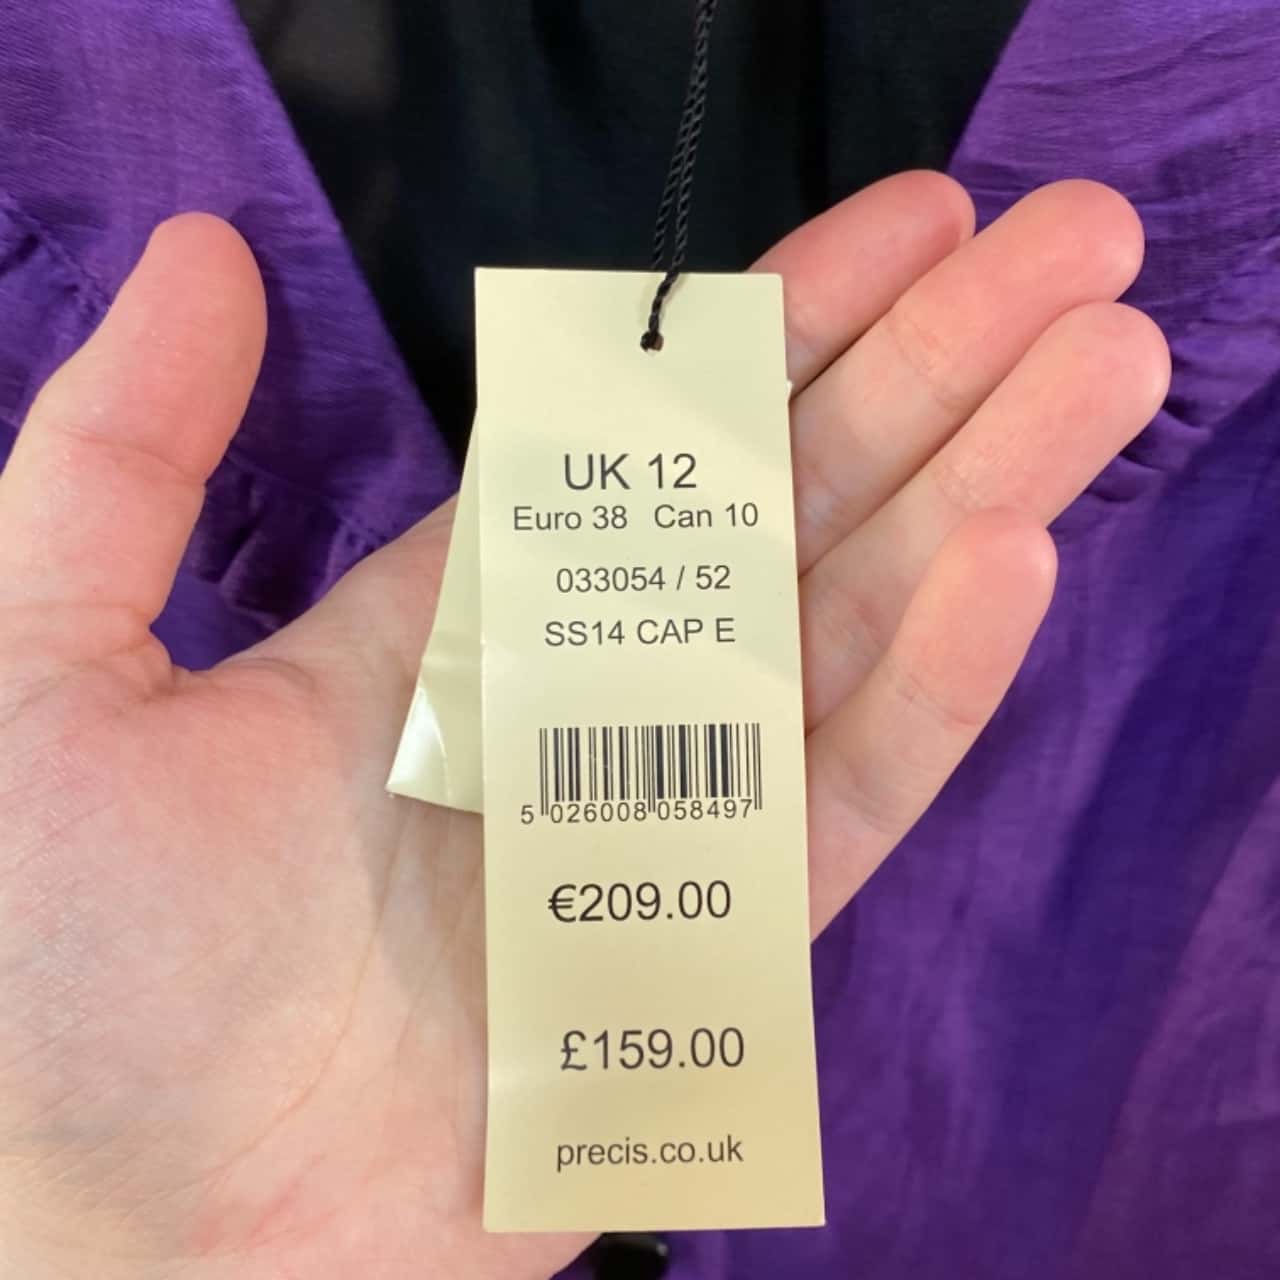 UK 12
Euro 38 Can 10
033054 / 52
SS14 CAP E
5 026008 058497
€209.00
£159.00
precis.co.uk